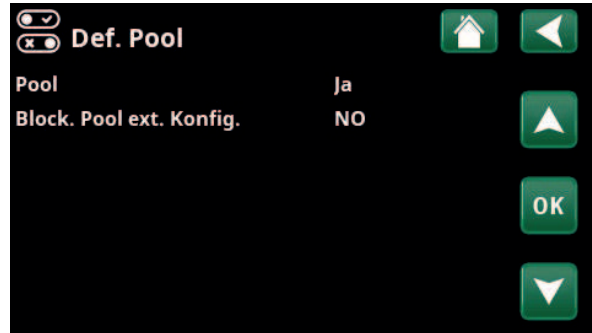 Def. Pool
Pool Ja
Block. Pool ext. Konfig. NO
OK